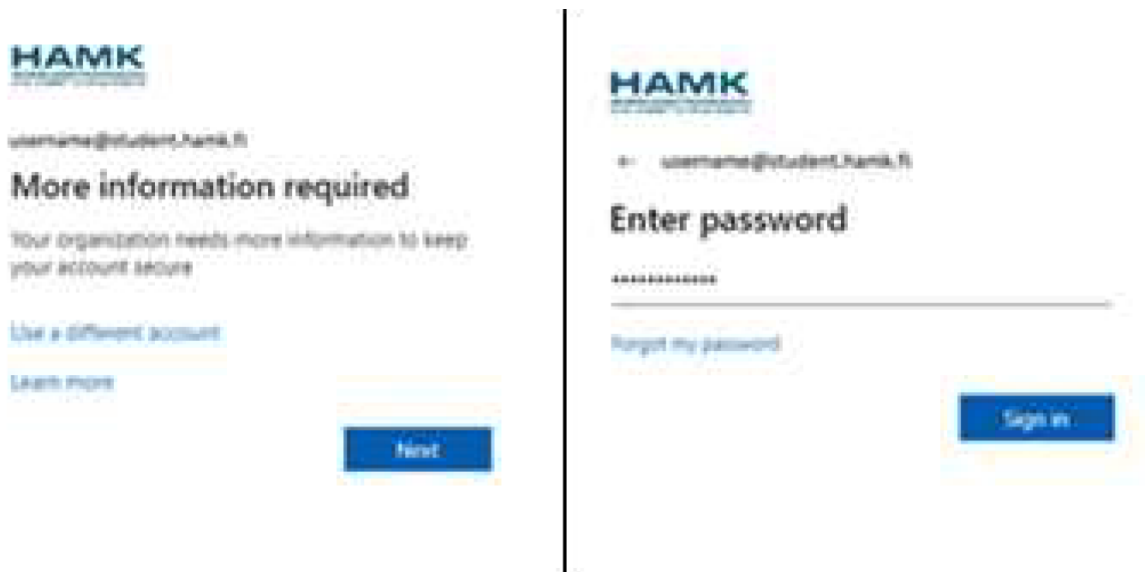 HAMK
username@student.hamk.fi
More information required
Your organization needs more information to keep
your account secure
Use a different account
Learn more
Next
HAMK
← username@student.hamk.fi
Enter password
••••••••••••
Forgot my password
Sign in